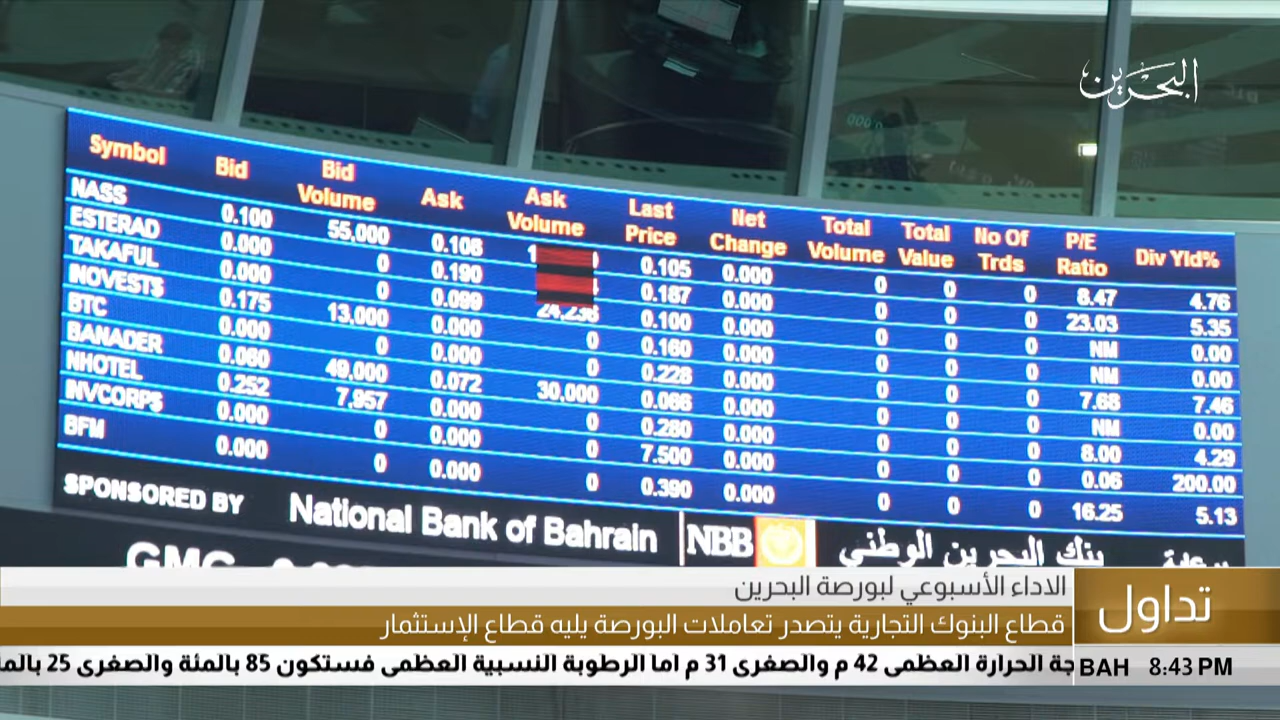 البحرين
Symbol Bid Bid Volume Ask Ask Volume Last Price Net Change Total Volume Total Value No Of Trds P/E Ratio Div Yld%
NASS 0.100 55,000 0.106 0.105 0.000 0 0 0 8.47 4.76
ESTERAD 0.000 0 0.190 0.187 0.000 0 0 0 23.03 5.35
TAKAFUL 0.000 0 0.099 0.100 0.000 0 0 0 NM 0.00
INOVEST$ 0.175 13,000 0.000 0 0.160 0.000 0 0 0 NM 0.00
BTC 0.000 0 0.000 0 0.228 0.000 0 0 0 7.68 7.46
BANADER 0.060 49,000 0.072 30,000 0.066 0.000 0 0 0 NM 0.00
NHOTEL 0.252 7,957 0.000 0 0.280 0.000 0 0 0 8.00 4.29
INVCORP$ 0.000 0 0.000 0 7.500 0.000 0 0 0 0.06 200.00
BFM 0.000 0 0.000 0 0.390 0.000 0 0 0 16.25 5.13
SPONSORED BY National Bank of Bahrain NBB بنك البحرين الوطني برعاية
GMC
تداول
الاداء الأسبوعي لبورصة البحرين
قطاع البنوك التجارية يتصدر تعاملات البورصة يليه قطاع الإستثمار
BAH 8:43 PM
جة الحرارة العظمى 42 م والصغرى 31 م اما الرطوبة النسبية العظمى فستكون 85 بالمئة والصغرى 25 بالما